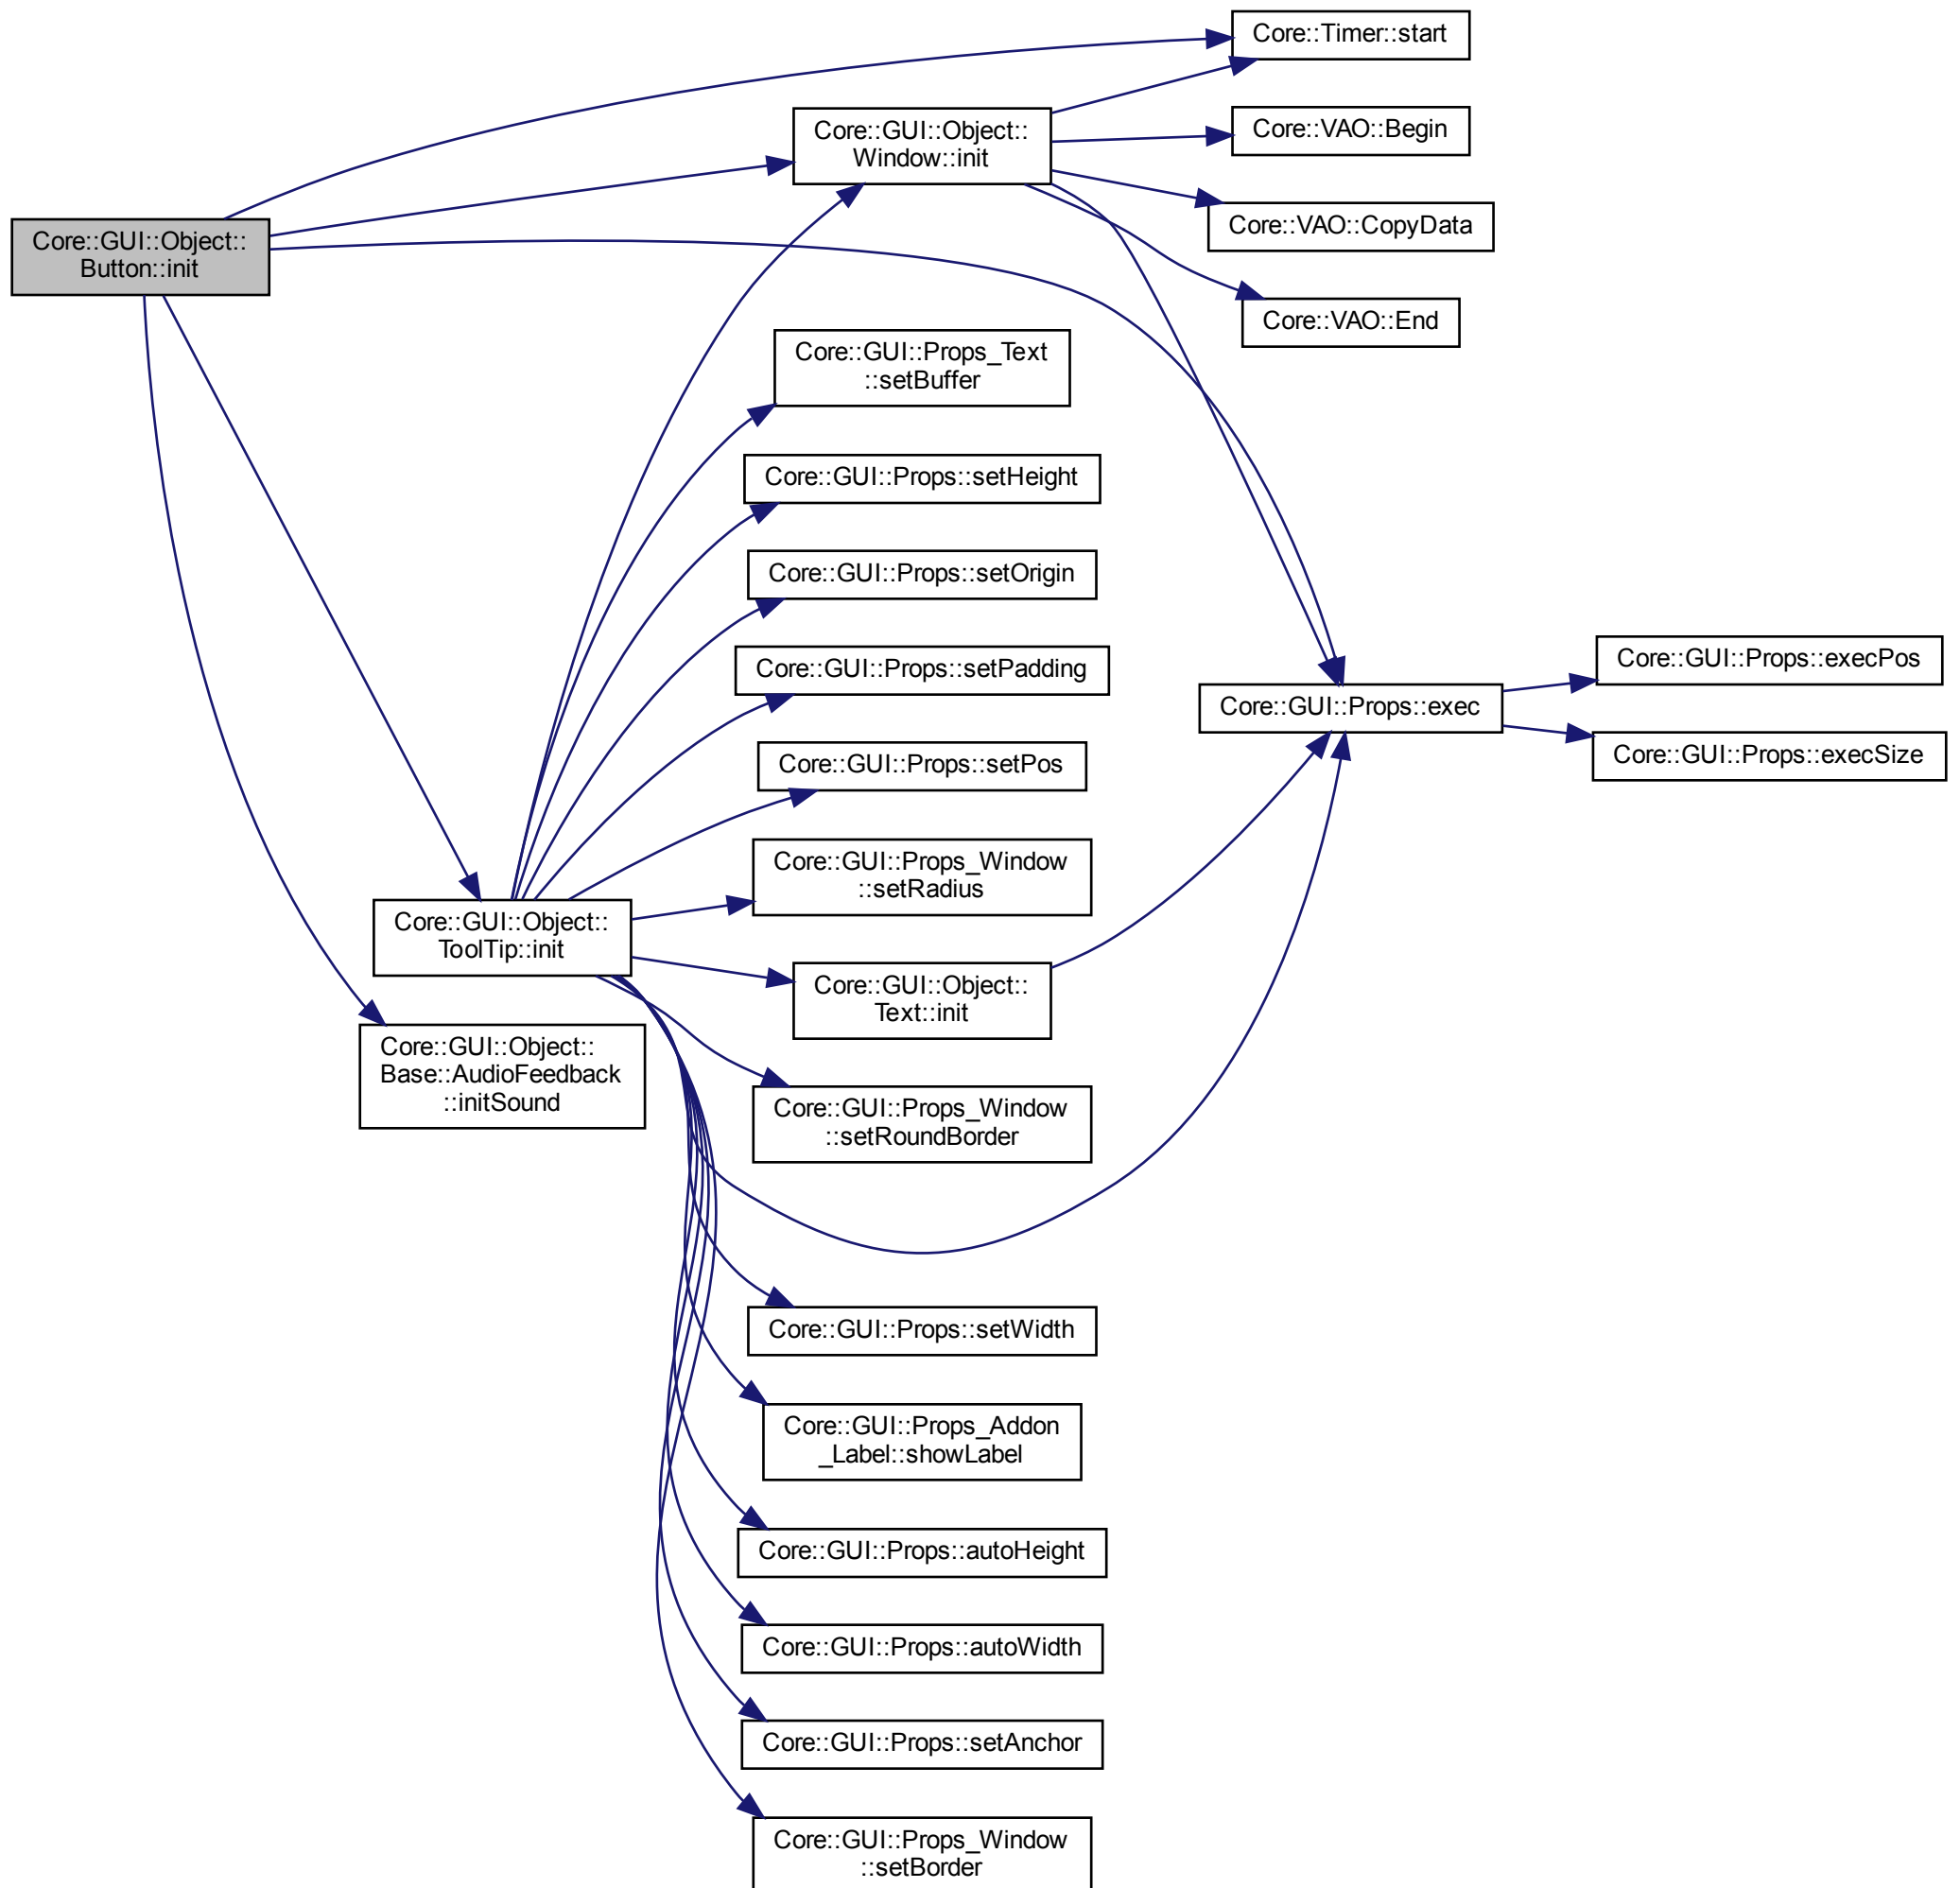 Core::Timer::start
Core::GUI::Object::
Window::init
Core::VAO::Begin
Core::VAO::CopyData
Core::GUI::Object::
Button::init
Core::VAO::End
Core::GUI::Props_Text
::setBuffer
Core::GUI::Props::setHeight
Core::GUI::Props::setOrigin
Core::GUI::Props::setPadding
Core::GUI::Props::execPos
Core::GUI::Props::exec
Core::GUI::Props::setPos
Core::GUI::Props::execSize
Core::GUI::Props_Window
::setRadius
Core::GUI::Object::
ToolTip::init
Core::GUI::Object::
Text::init
Core::GUI::Object::
Base::AudioFeedback
::initSound
Core::GUI::Props_Window
::setRoundBorder
Core::GUI::Props::setWidth
Core::GUI::Props_Addon
_Label::showLabel
Core::GUI::Props::autoHeight
Core::GUI::Props::autoWidth
Core::GUI::Props::setAnchor
Core::GUI::Props_Window
::setBorder